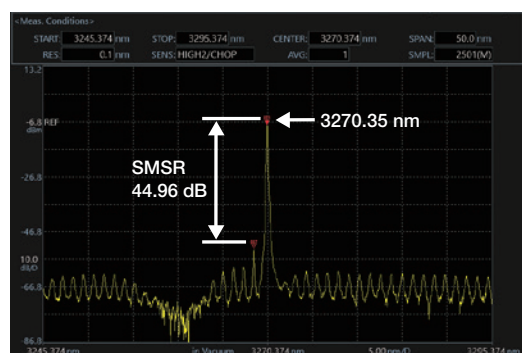 <Meas. Conditions>
START: 3245.374 nm STOP: 3295.374 nm CENTER: 3270.374 nm SPAN: 50.0 nm
RES: 0.1 nm SENS: HIGH2/CHOP AVG: 1 SMPL: 2501(M)
13.2
-6.8 REF
dBm
3270.35 nm
SMSR
44.96 dB
-26.8
-46.8
10.0
dB/D
-66.8
-86.8
3245.374 nm in Vacuum 3270.374 nm 5.00 nm/D 3295.374 nm